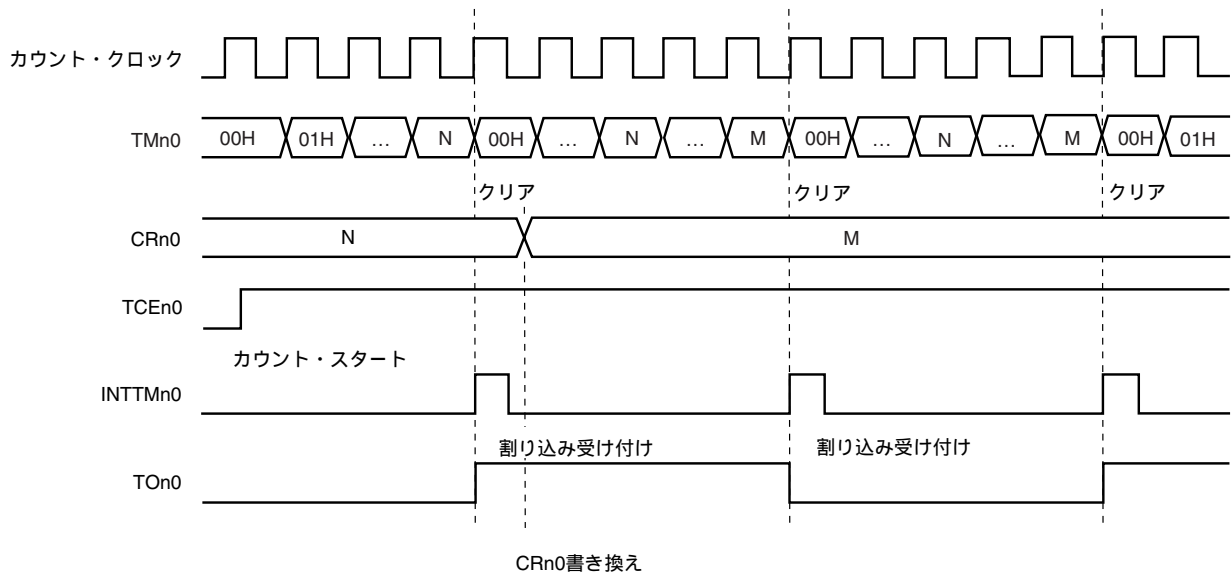 カウント・クロック
TMn0 00H 01H … N 00H … N … M 00H … N … M 00H 01H
クリア クリア クリア
CRn0 N M
TCEn0
カウント・スタート
INTTMn0
割り込み受け付け 割り込み受け付け
TOn0
CRn0書き換え